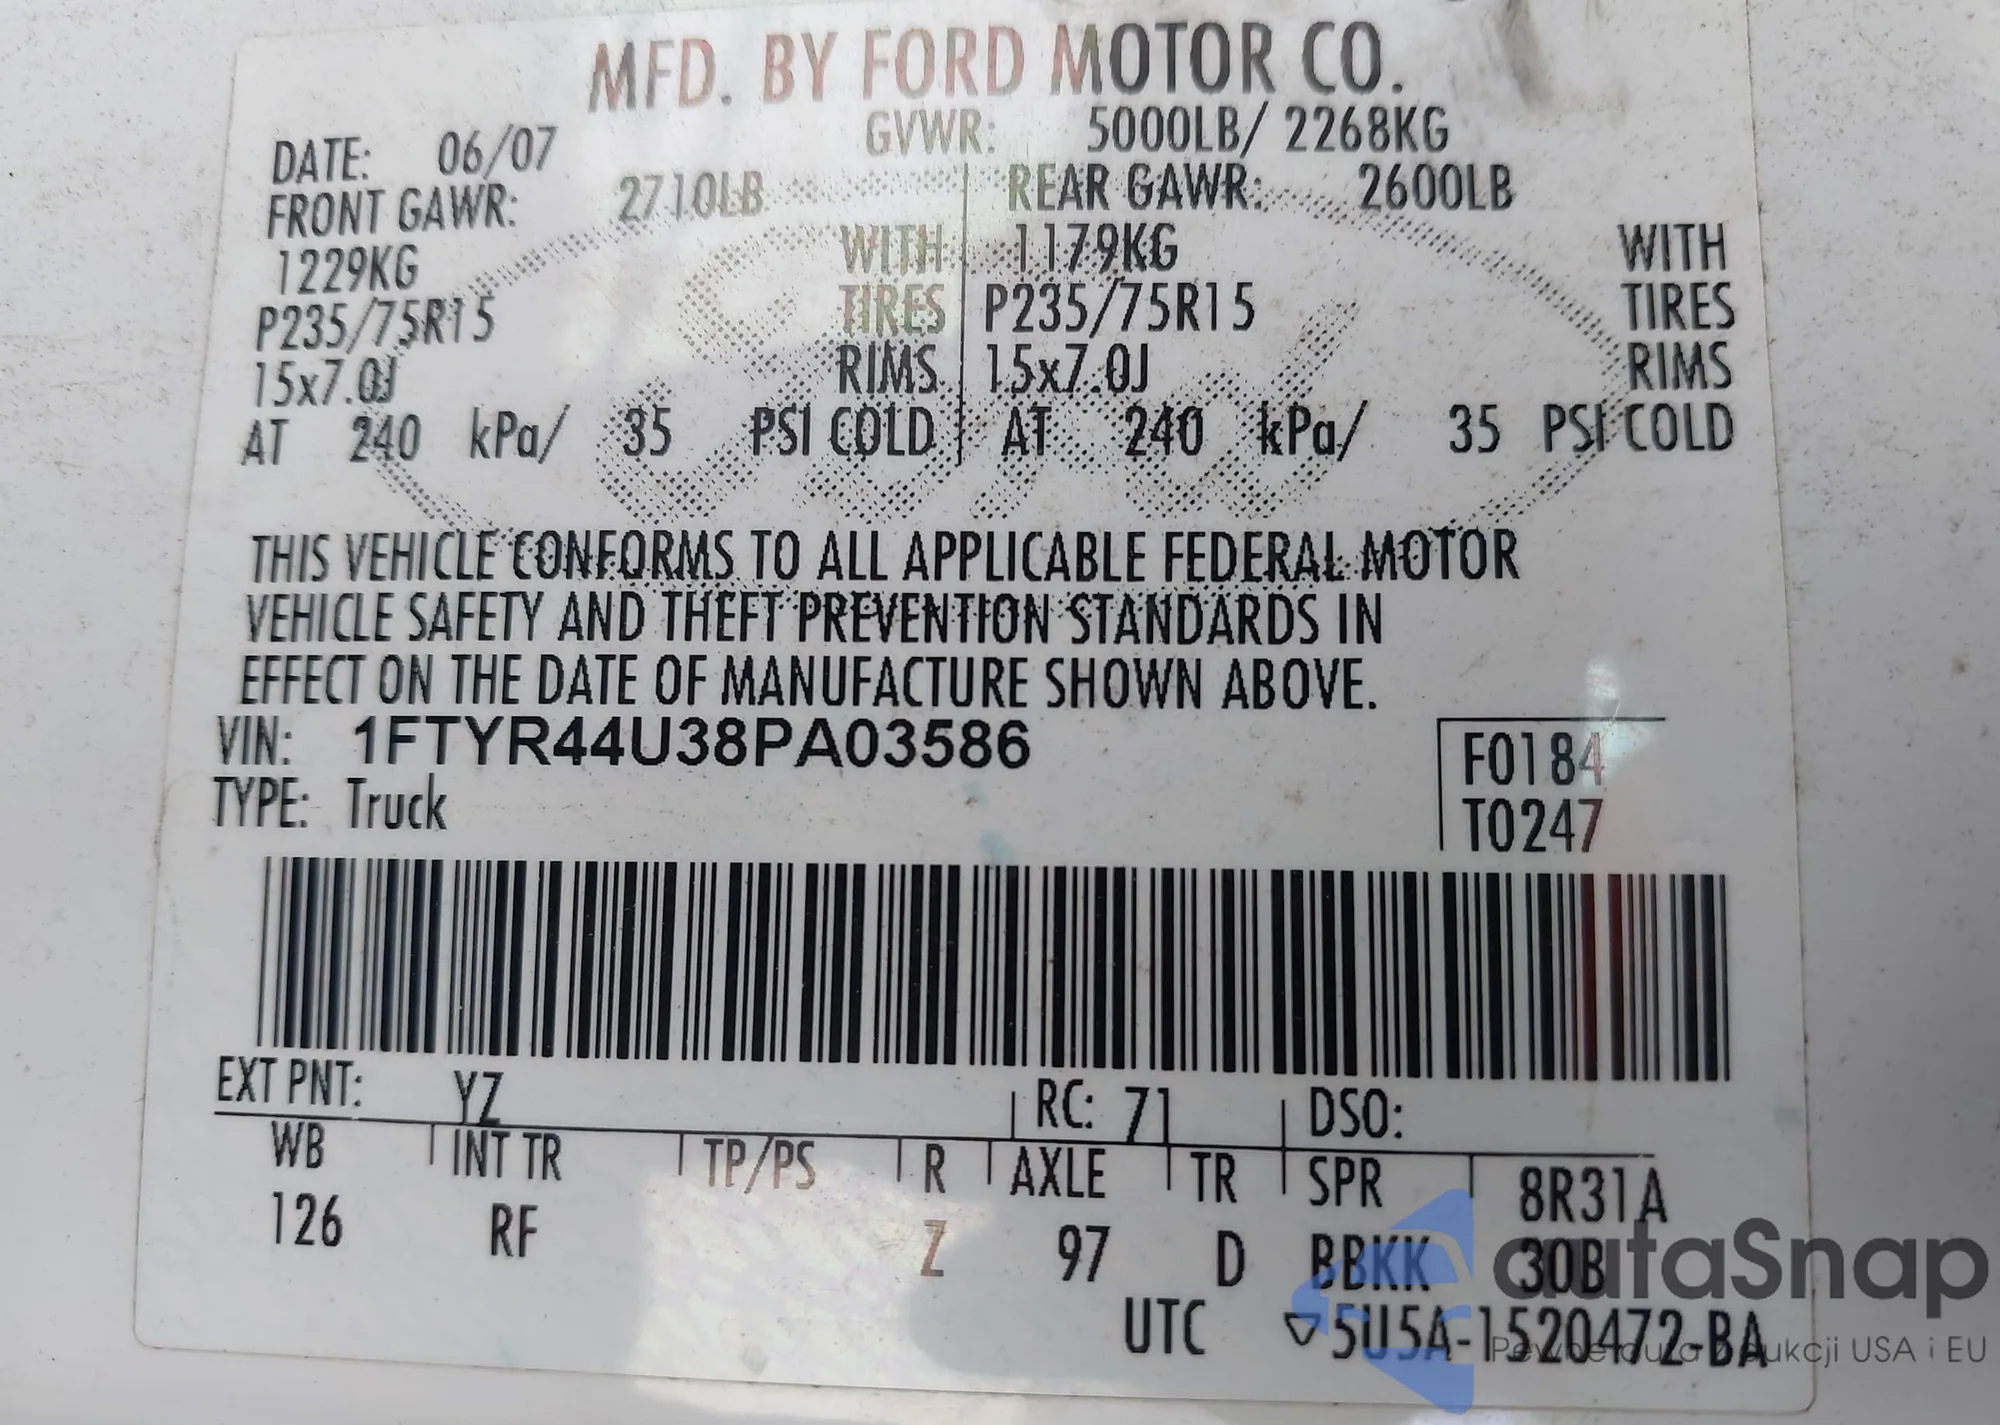 MFD. BY FORD MOTOR CO.
DATE: 06/07 GVWR: 5000LB/ 2268KG
FRONT GAWR: 2710LB REAR GAWR: 2600LB
1229KG WITH 1179KG WITH
P235/75R15 TIRES P235/75R15 TIRES
15x7.0J RIMS 15x7.0J RIMS
AT 240 kPa/ 35 PSI COLD AT 240 kPa/ 35 PSI COLD
THIS VEHICLE CONFORMS TO ALL APPLICABLE FEDERAL MOTOR
VEHICLE SAFETY AND THEFT PREVENTION STANDARDS IN
EFFECT ON THE DATE OF MANUFACTURE SHOWN ABOVE.
VIN: 1FTYR44U38PA03586
F0184
TYPE: Truck
T0247
EXT PNT: YZ RC: 71 DSO:
WB INT TR TP/PS R AXLE TR SPR 8R31A
126 RF Z 97 D BBKK 30B
UTC ▽5U5A-1520472-BA
autaSnap
Pewne auta z aukcji USA i EU